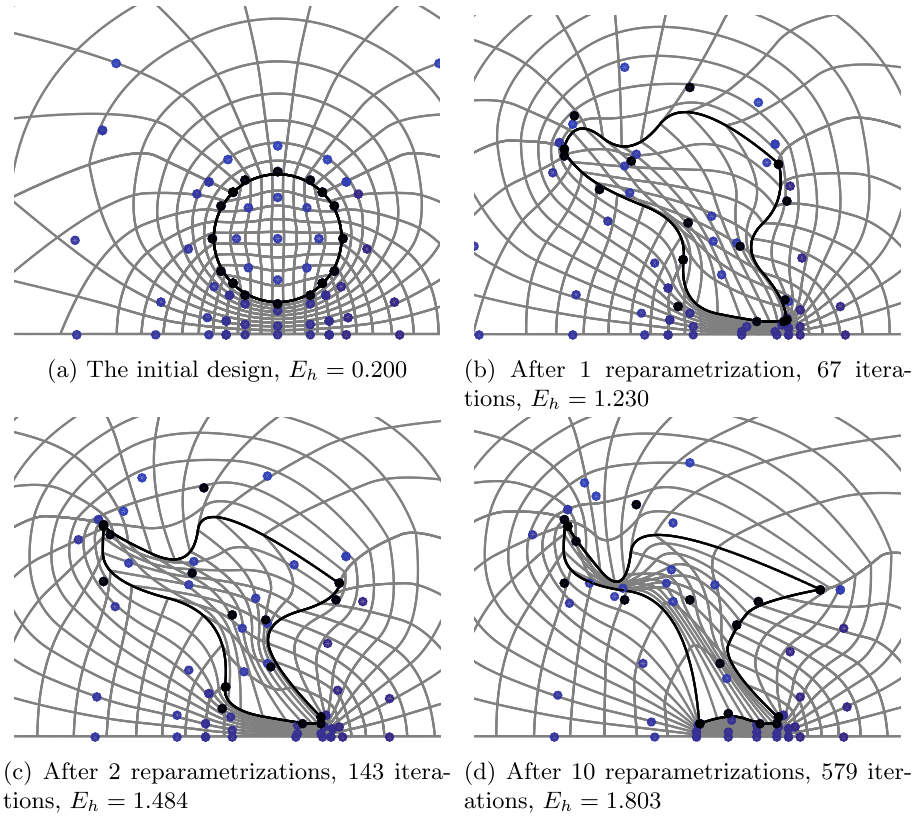 (a) The initial design, E_h = 0.200
(b) After 1 reparametrization, 67 itera-
tions, E_h = 1.230
(c) After 2 reparametrizations, 143 itera-
tions, E_h = 1.484
(d) After 10 reparametrizations, 579 iter-
ations, E_h = 1.803